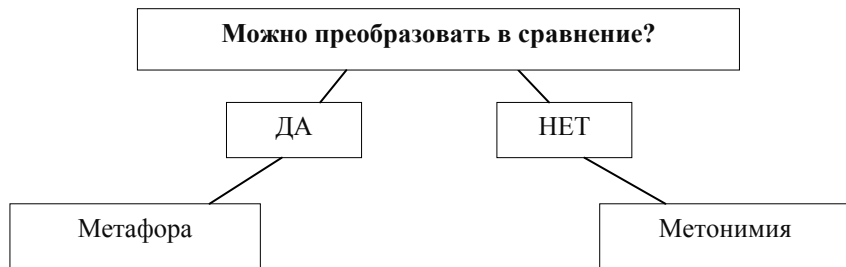 Можно преобразовать в сравнение?
ДА
НЕТ
Метафора
Метонимия